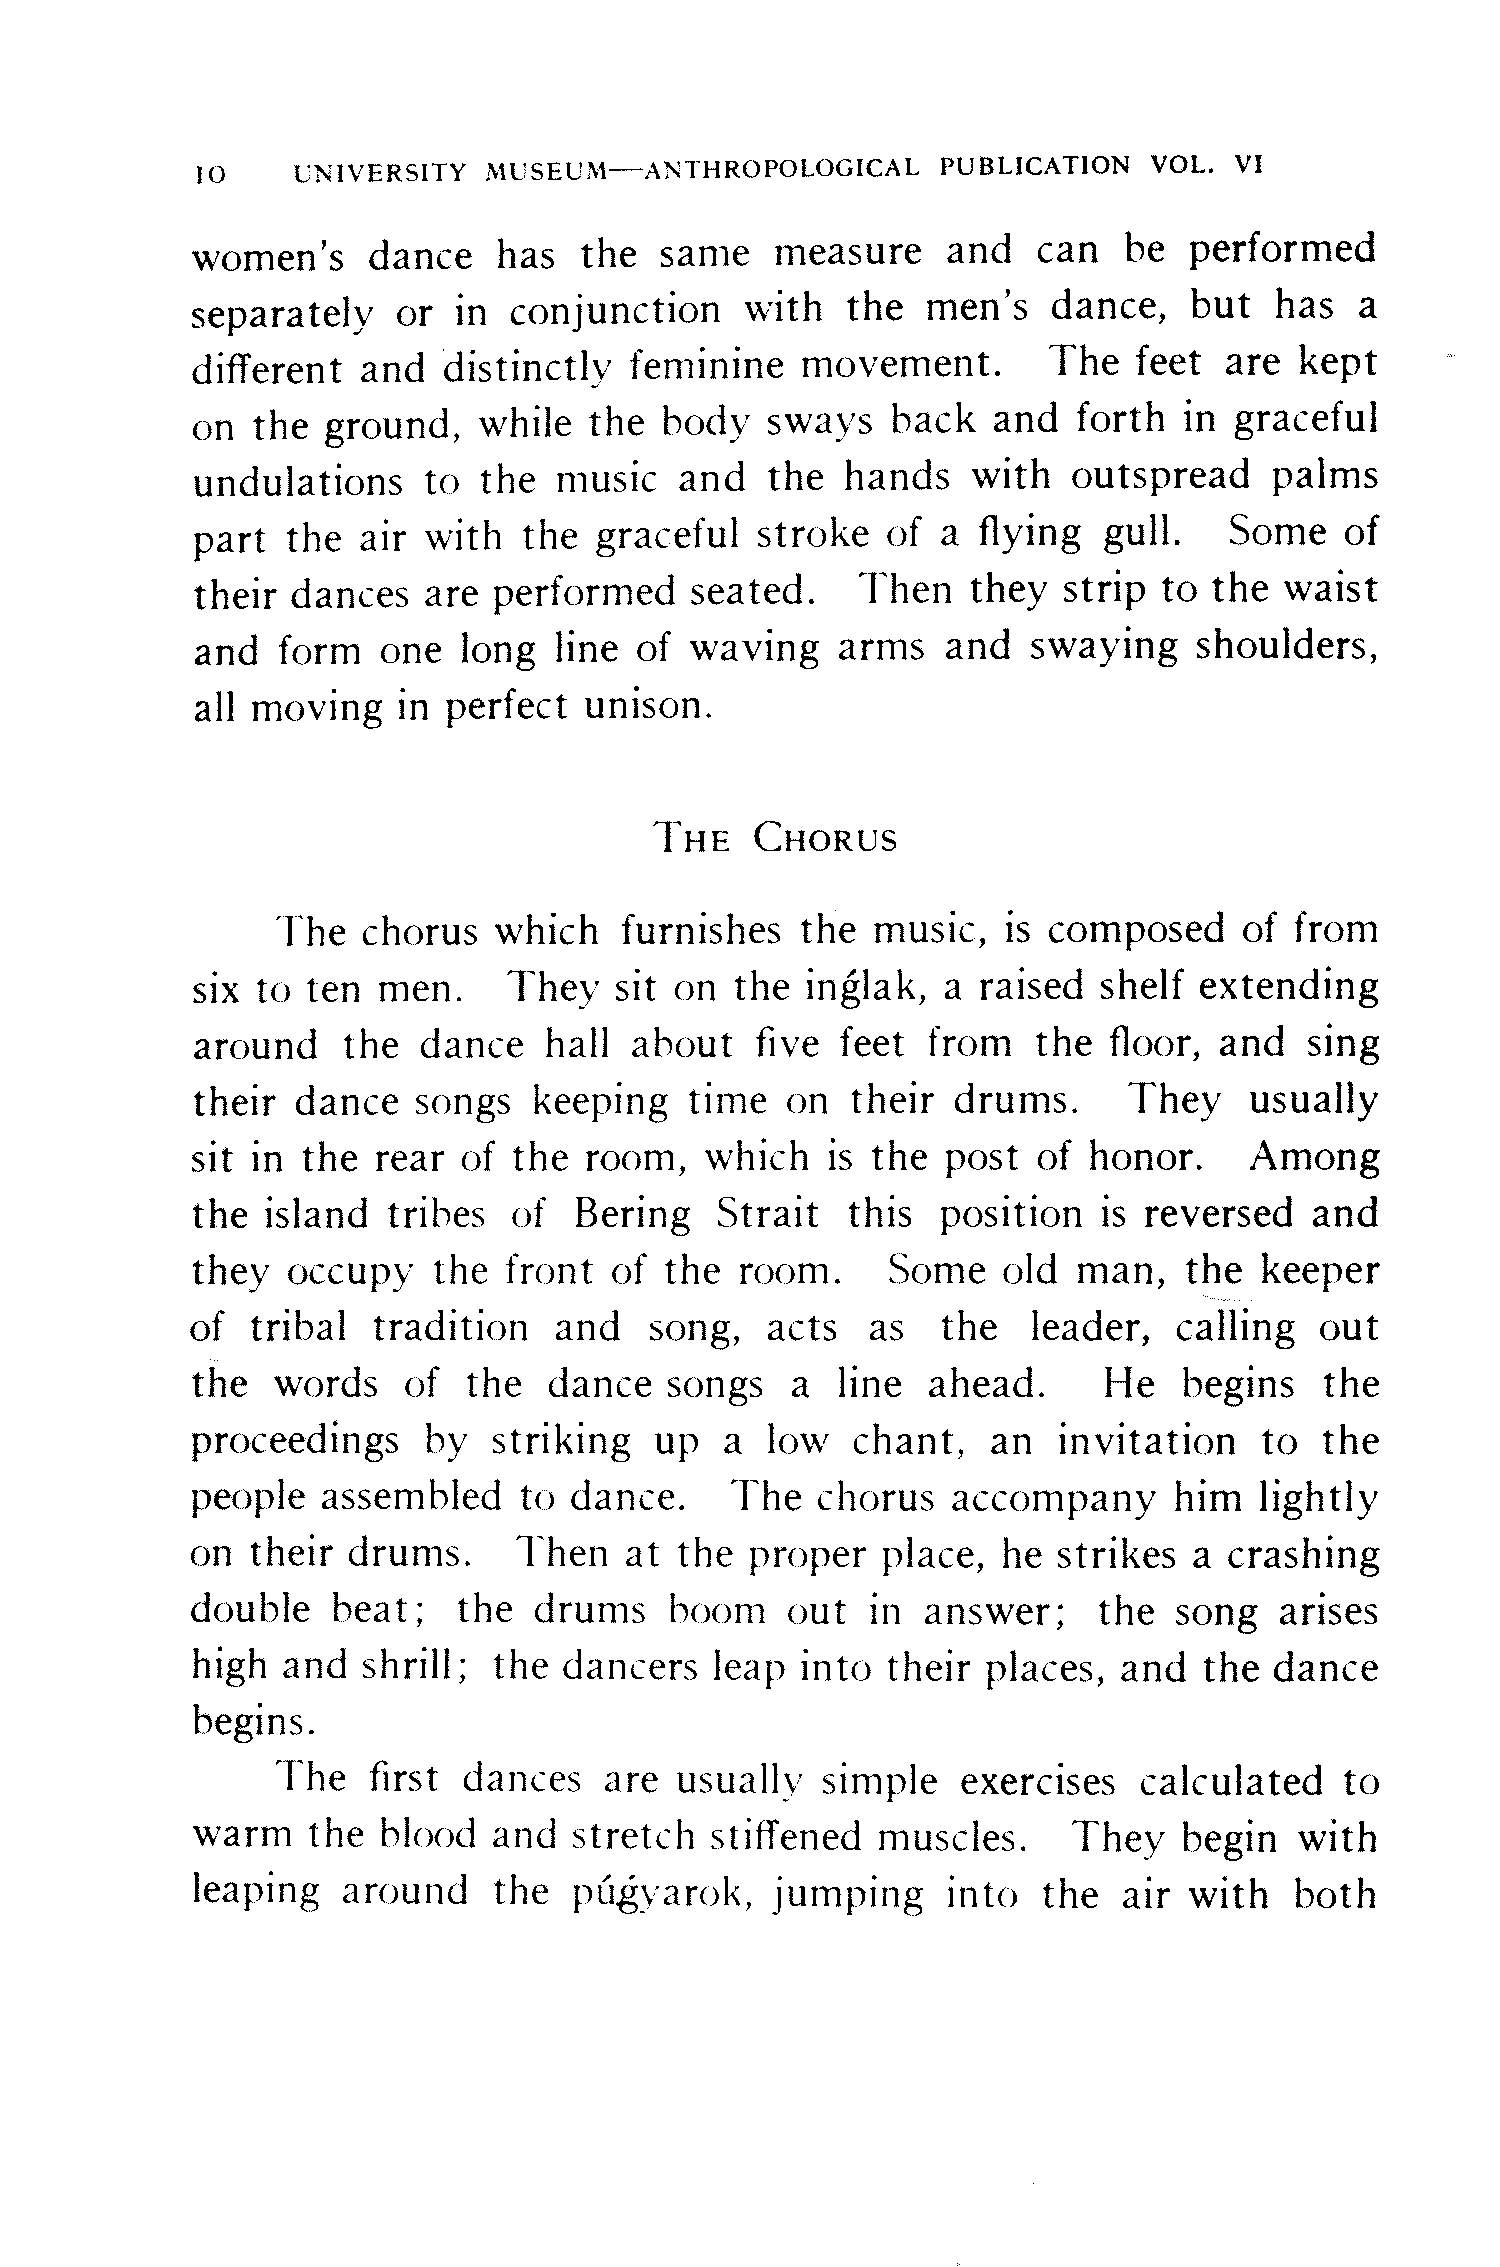 10 UNIVERSITY MUSEUM—ANTHROPOLOGICAL PUBLICATION VOL. VI
women's dance has the same measure and can be performed
separately or in conjunction with the men's dance, but has a
different and distinctly feminine movement. The feet are kept
on the ground, while the body sways back and forth in graceful
undulations to the music and the hands with outspread palms
part the air with the graceful stroke of a flying gull. Some of
their dances are performed seated. Then they strip to the waist
and form one long line of waving arms and swaying shoulders,
all moving in perfect unison.
THE CHORUS
The chorus which furnishes the music, is composed of from
six to ten men. They sit on the inǵlak, a raised shelf extending
around the dance hall about five feet from the floor, and sing
their dance songs keeping time on their drums. They usually
sit in the rear of the room, which is the post of honor. Among
the island tribes of Bering Strait this position is reversed and
they occupy the front of the room. Some old man, the keeper
of tribal tradition and song, acts as the leader, calling out
the words of the dance songs a line ahead. He begins the
proceedings by striking up a low chant, an invitation to the
people assembled to dance. The chorus accompany him lightly
on their drums. Then at the proper place, he strikes a crashing
double beat; the drums boom out in answer; the song arises
high and shrill; the dancers leap into their places, and the dance
begins.
The first dances are usually simple exercises calculated to
warm the blood and stretch stiffened muscles. They begin with
leaping around the púǵyarok, jumping into the air with both